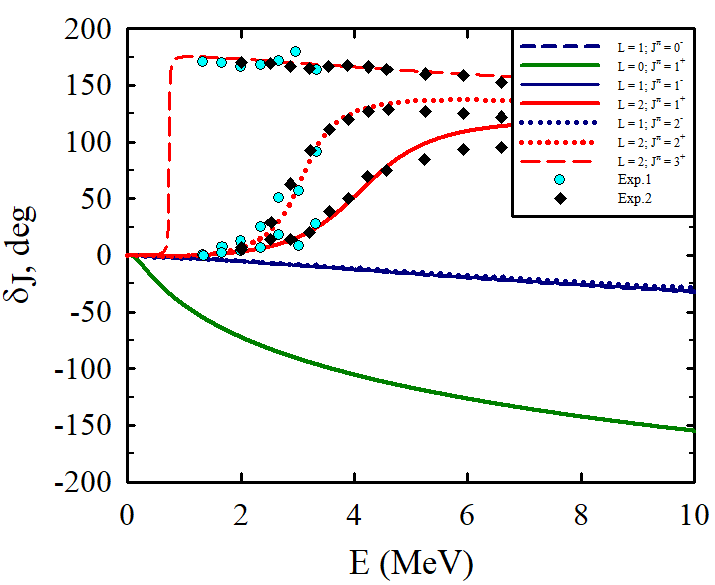 200
150
100
50
0
-50
-100
-150
-200
δJ, deg
0 2 4 6 8 10
E (MeV)
L = 1; Jπ = 0-
L = 0; Jπ = 1+
L = 1; Jπ = 1-
L = 2; Jπ = 1+
L = 1; Jπ = 2-
L = 2; Jπ = 2+
L = 2; Jπ = 3+
Exp.1
Exp.2